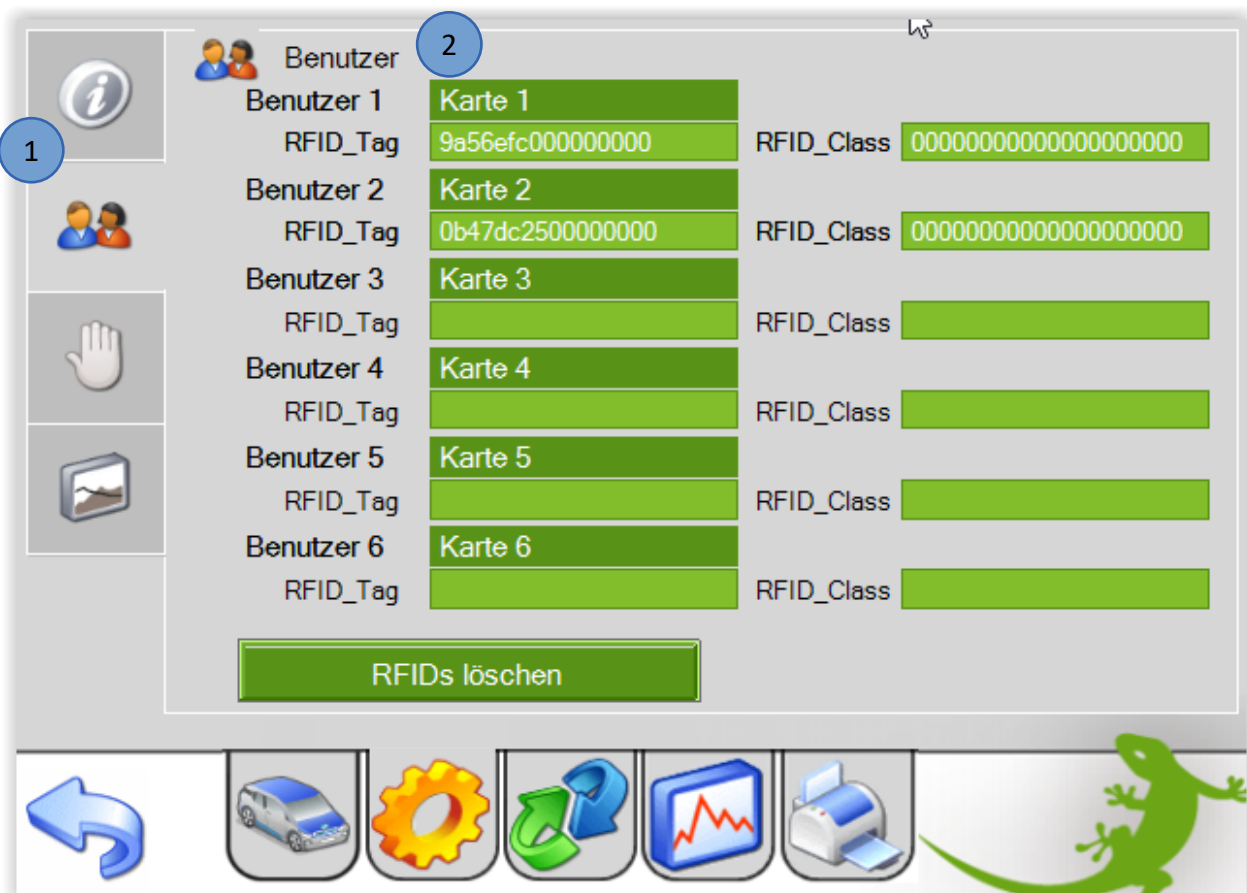 2
Benutzer
Benutzer 1 Karte 1
1
RFID_Tag 9a56efc000000000 RFID_Class 00000000000000000000
Benutzer 2 Karte 2
RFID_Tag 0b47dc2500000000 RFID_Class 00000000000000000000
Benutzer 3 Karte 3
RFID_Tag RFID_Class
Benutzer 4 Karte 4
RFID_Tag RFID_Class
Benutzer 5 Karte 5
RFID_Tag RFID_Class
Benutzer 6 Karte 6
RFID_Tag RFID_Class
RFIDs löschen